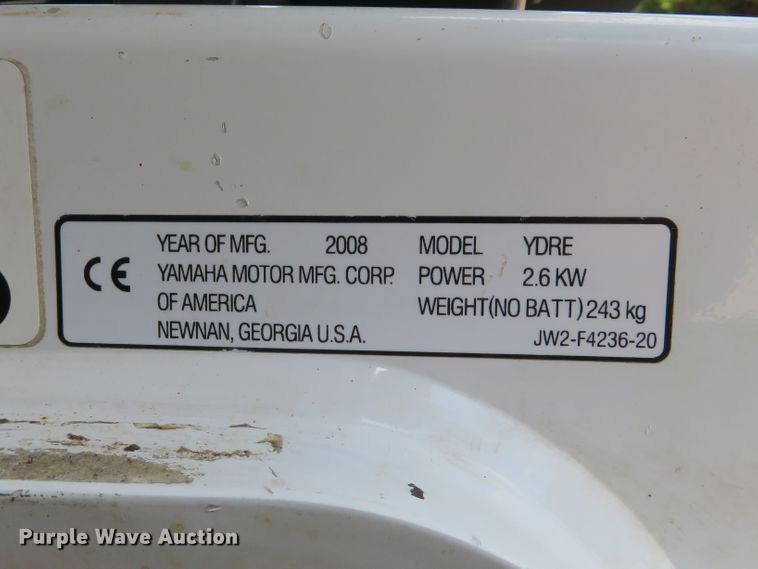 CE
YEAR OF MFG. 2008 MODEL YDRE
YAMAHA MOTOR MFG. CORP. POWER 2.6 KW
OF AMERICA WEIGHT(NO BATT) 243 kg
NEWNAN, GEORGIA U.S.A. JW2-F4236-20
Purple Wave Auction